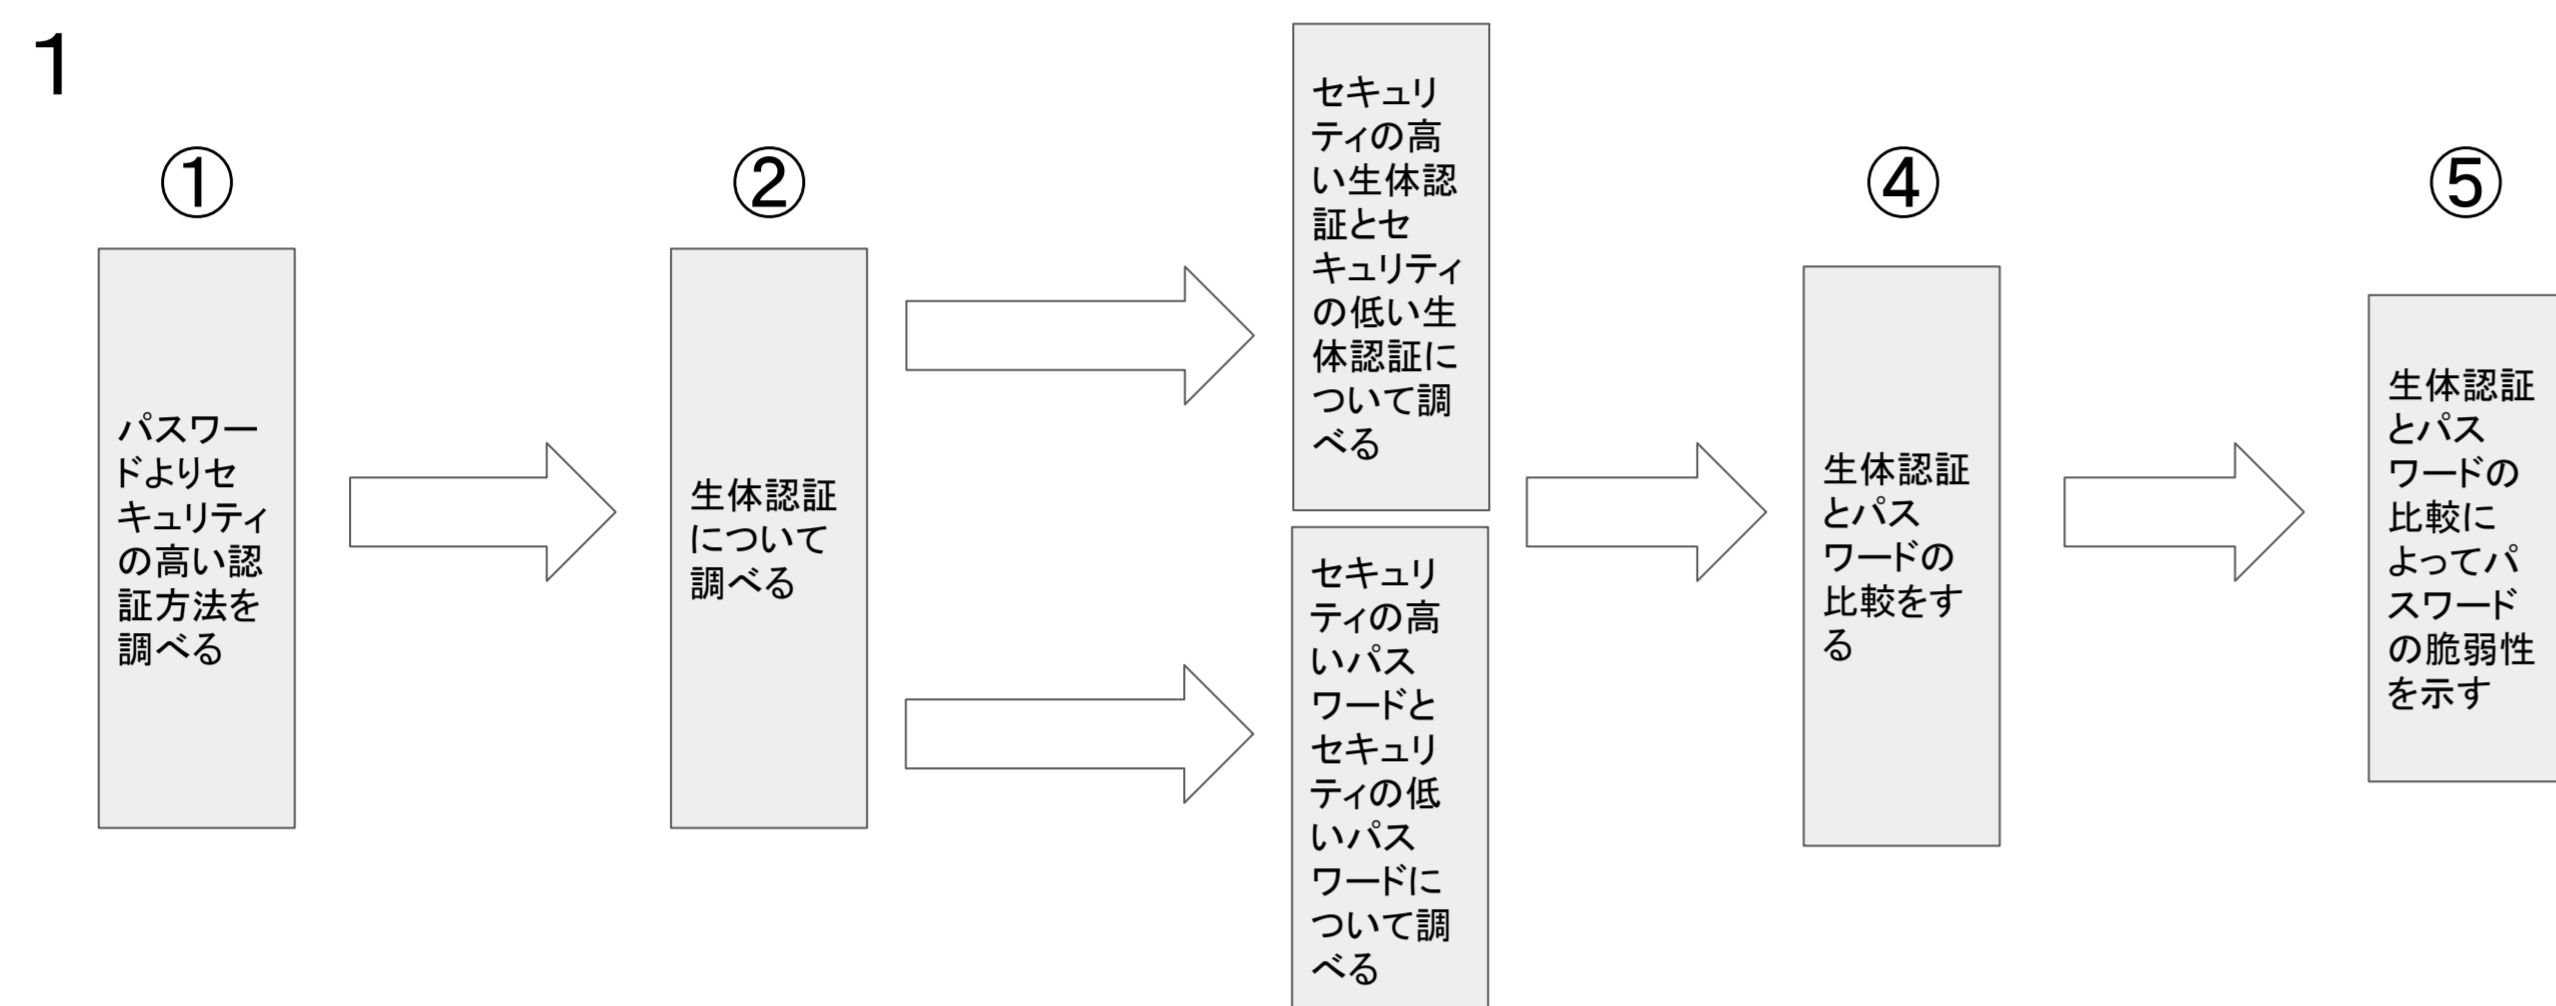 1
①
パスワー
ドよりセ
キュリティ
の高い認
証方法を
調べる
②
生体認証
について
調べる
セキュリ
ティの高
い生体認
証とセ
キュリティ
の低い生
体認証に
ついて調
べる
セキュリ
ティの高
いパス
ワードと
セキュリ
ティの低
いパス
ワードに
ついて調
べる
④
生体認証
とパス
ワードの
比較をす
る
⑤
生体認証
とパス
ワードの
比較に
よってパ
スワード
の脆弱性
を示す